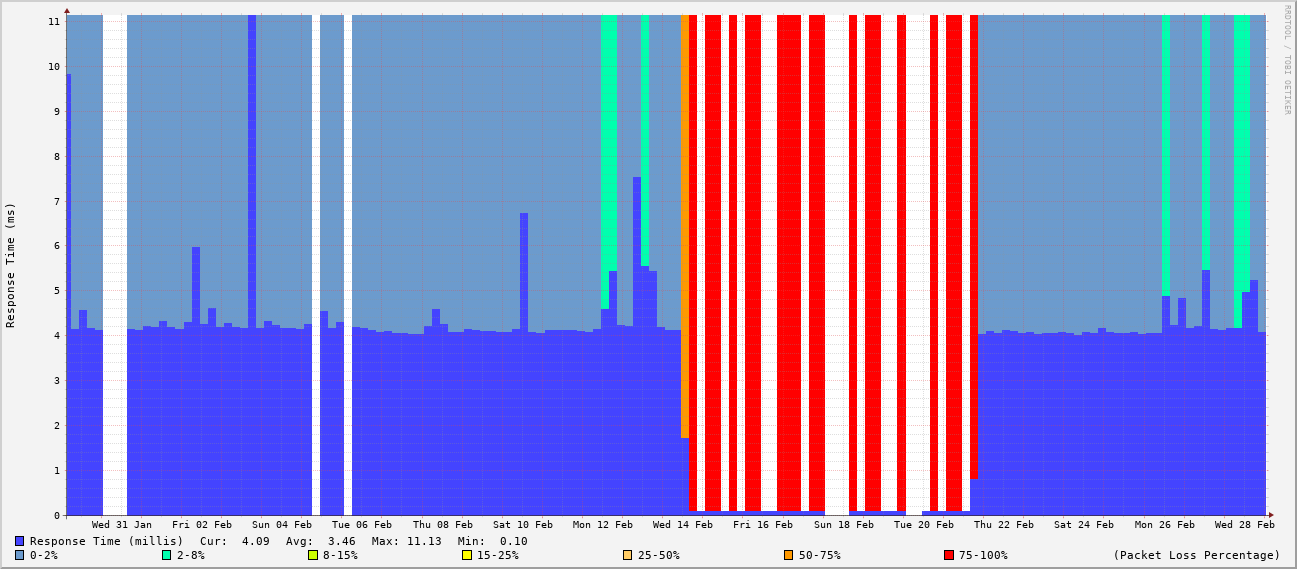 RRDTOOL / TOBI OETIKER
Response Time (ms)
11
10
9
8
7
6
5
4
3
2
1
0
Wed 31 Jan Fri 02 Feb Sun 04 Feb Tue 06 Feb Thu 08 Feb Sat 10 Feb Mon 12 Feb Wed 14 Feb Fri 16 Feb Sun 18 Feb Tue 20 Feb Thu 22 Feb Sat 24 Feb Mon 26 Feb Wed 28 Feb
Response Time (millis) Cur: 4.09 Avg: 3.46 Max: 11.13 Min: 0.10
0-2% 2-8% 8-15% 15-25% 25-50% 50-75% 75-100% (Packet Loss Percentage)